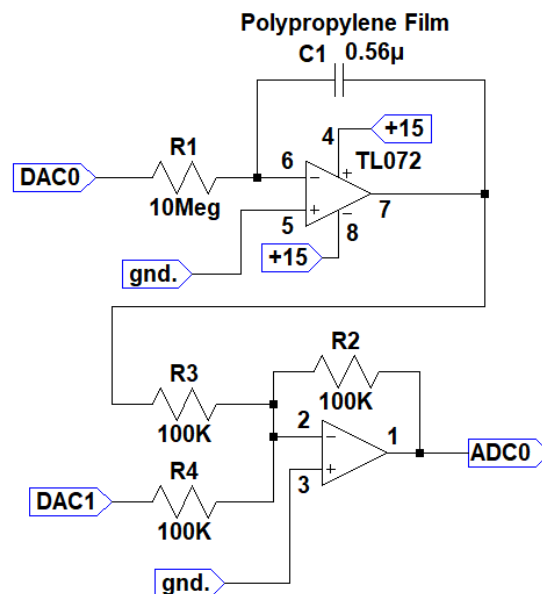 Polypropylene Film
C1 0.56µ
4 +15
R1 TL072
DAC0 6
10Meg 7
5 8
gnd. +15
R2
R3
100K
100K 2 1
R4 ADC0
DAC1 3
100K
gnd.